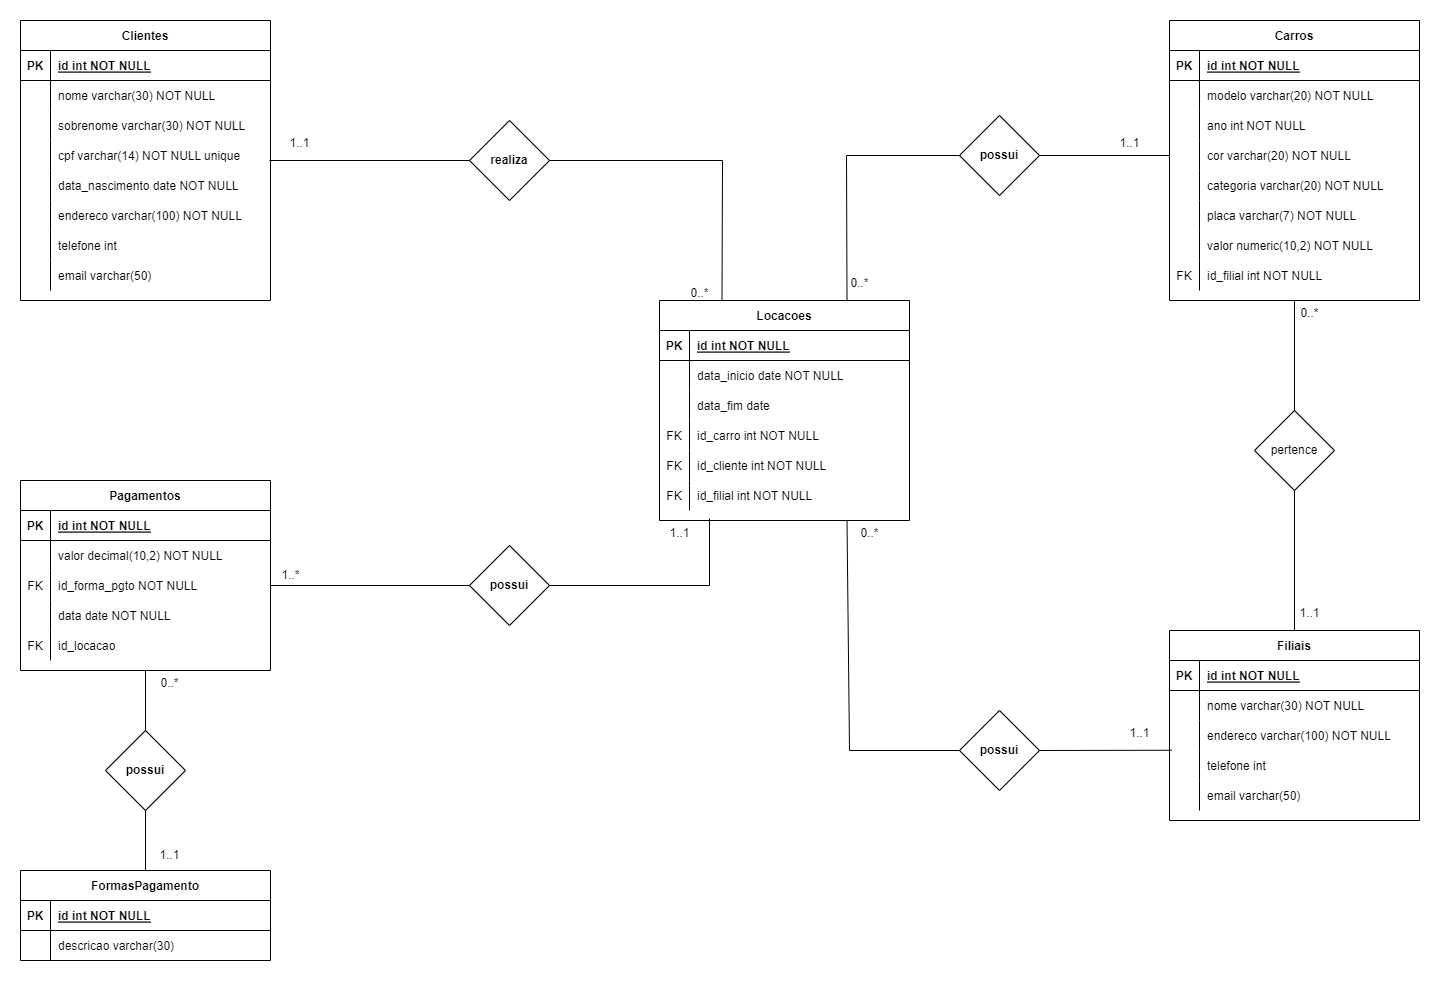 Clientes
PK id int NOT NULL
nome varchar(30) NOT NULL
sobrenome varchar(30) NOT NULL
cpf varchar(14) NOT NULL unique
data_nascimento date NOT NULL
endereco varchar(100) NOT NULL
telefone int
email varchar(50)
1..1
realiza
0..*
Carros
PK id int NOT NULL
modelo varchar(20) NOT NULL
ano int NOT NULL
cor varchar(20) NOT NULL
categoria varchar(20) NOT NULL
placa varchar(7) NOT NULL
valor numeric(10,2) NOT NULL
FK id_filial int NOT NULL
possui
1..1
0..*
Locacoes
PK id int NOT NULL
data_inicio date NOT NULL
data_fim date
FK id_carro int NOT NULL
FK id_cliente int NOT NULL
FK id_filial int NOT NULL
0..*
pertence
1..1
Pagamentos
PK id int NOT NULL
valor decimal(10,2) NOT NULL
FK id_forma_pgto NOT NULL
data date NOT NULL
FK id_locacao
1..*
possui
1..1
0..*
possui
1..1
Filiais
PK id int NOT NULL
nome varchar(30) NOT NULL
endereco varchar(100) NOT NULL
telefone int
email varchar(50)
0..*
possui
1..1
FormasPagamento
PK id int NOT NULL
descricao varchar(30)